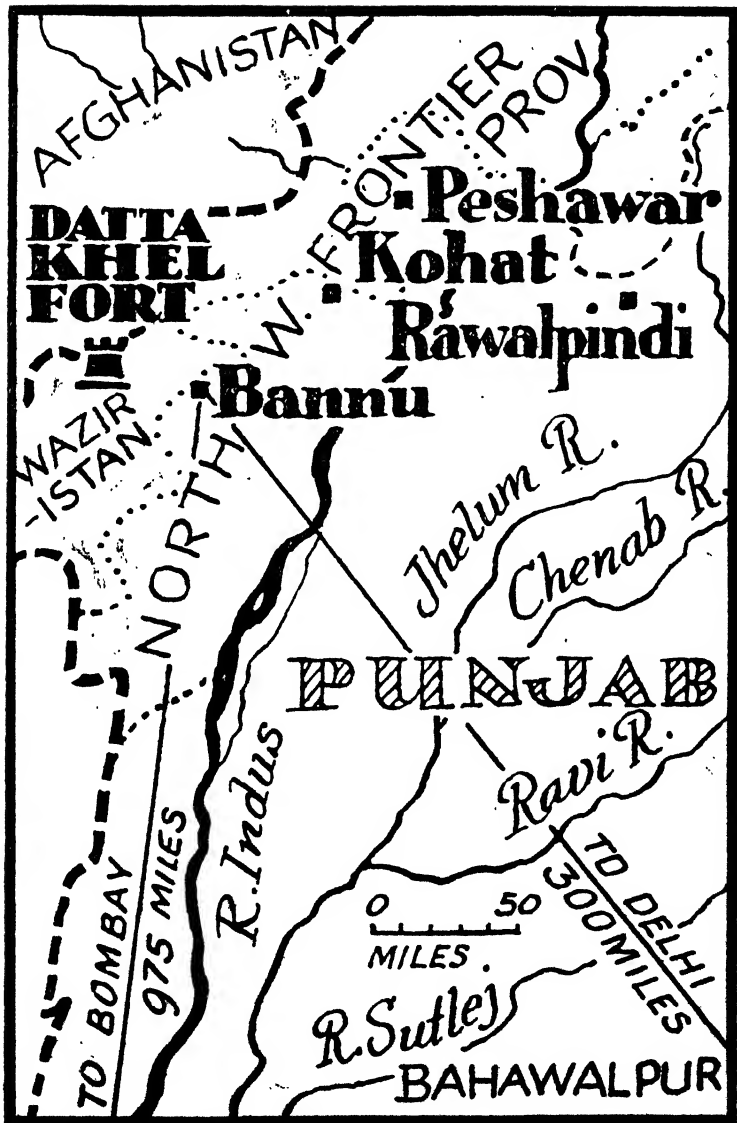 AFGHANISTAN
NORTH W. FRONTIER
PROV
DATTA
KHEL
FORT
Peshawar
Kohat
Rawalpindi
Bannu
WAZIR
-ISTAN
Jhelum R.
Chenab R.
PUNJAB
Ravi R.
R. Indus
TO BOMBAY
975 MILES
0 50
MILES
TO DELHI
300 MILES
R. Sutlej
BAHAWALPUR